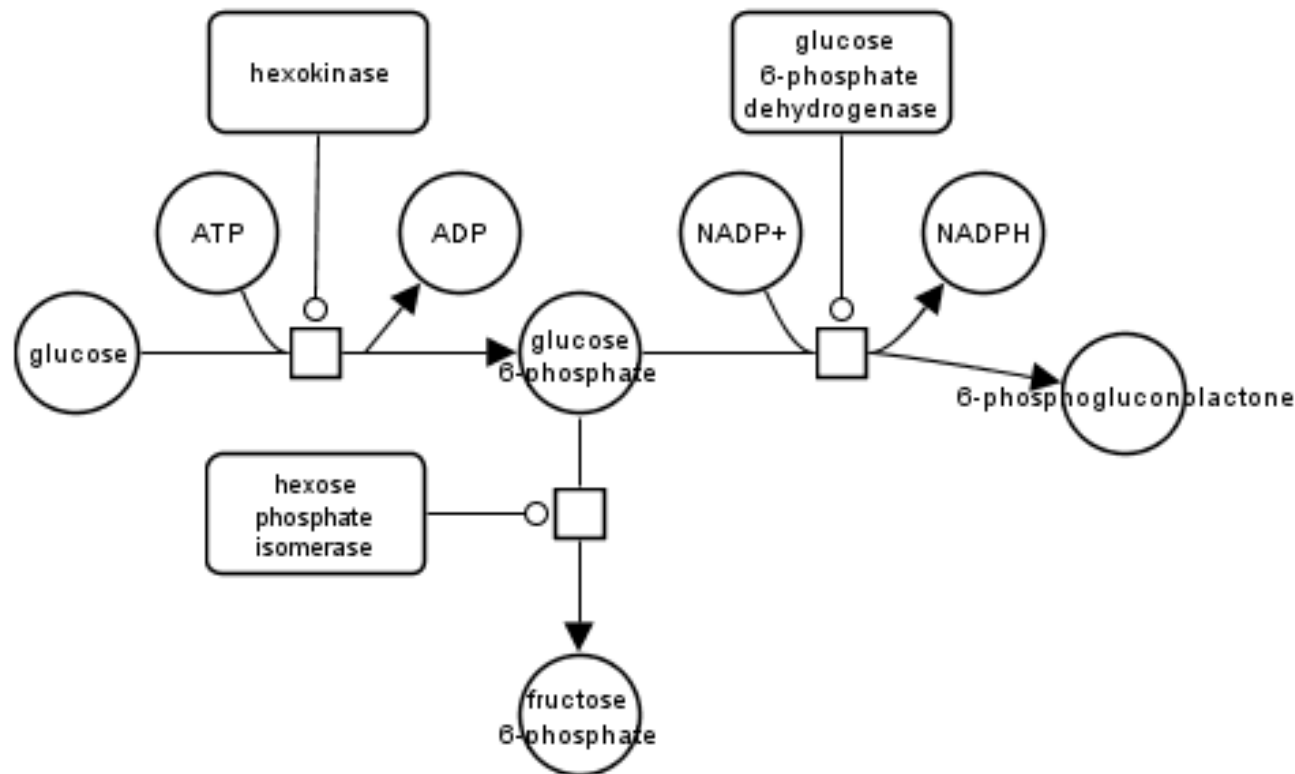 hexokinase
glucose
6-phosphate
dehydrogenase
ATP
ADP
NADP+
NADPH
glucose
glucose
6-phosphate
6-phosphogluconolactone
hexose
phosphate
isomerase
fructose
6-phosphate